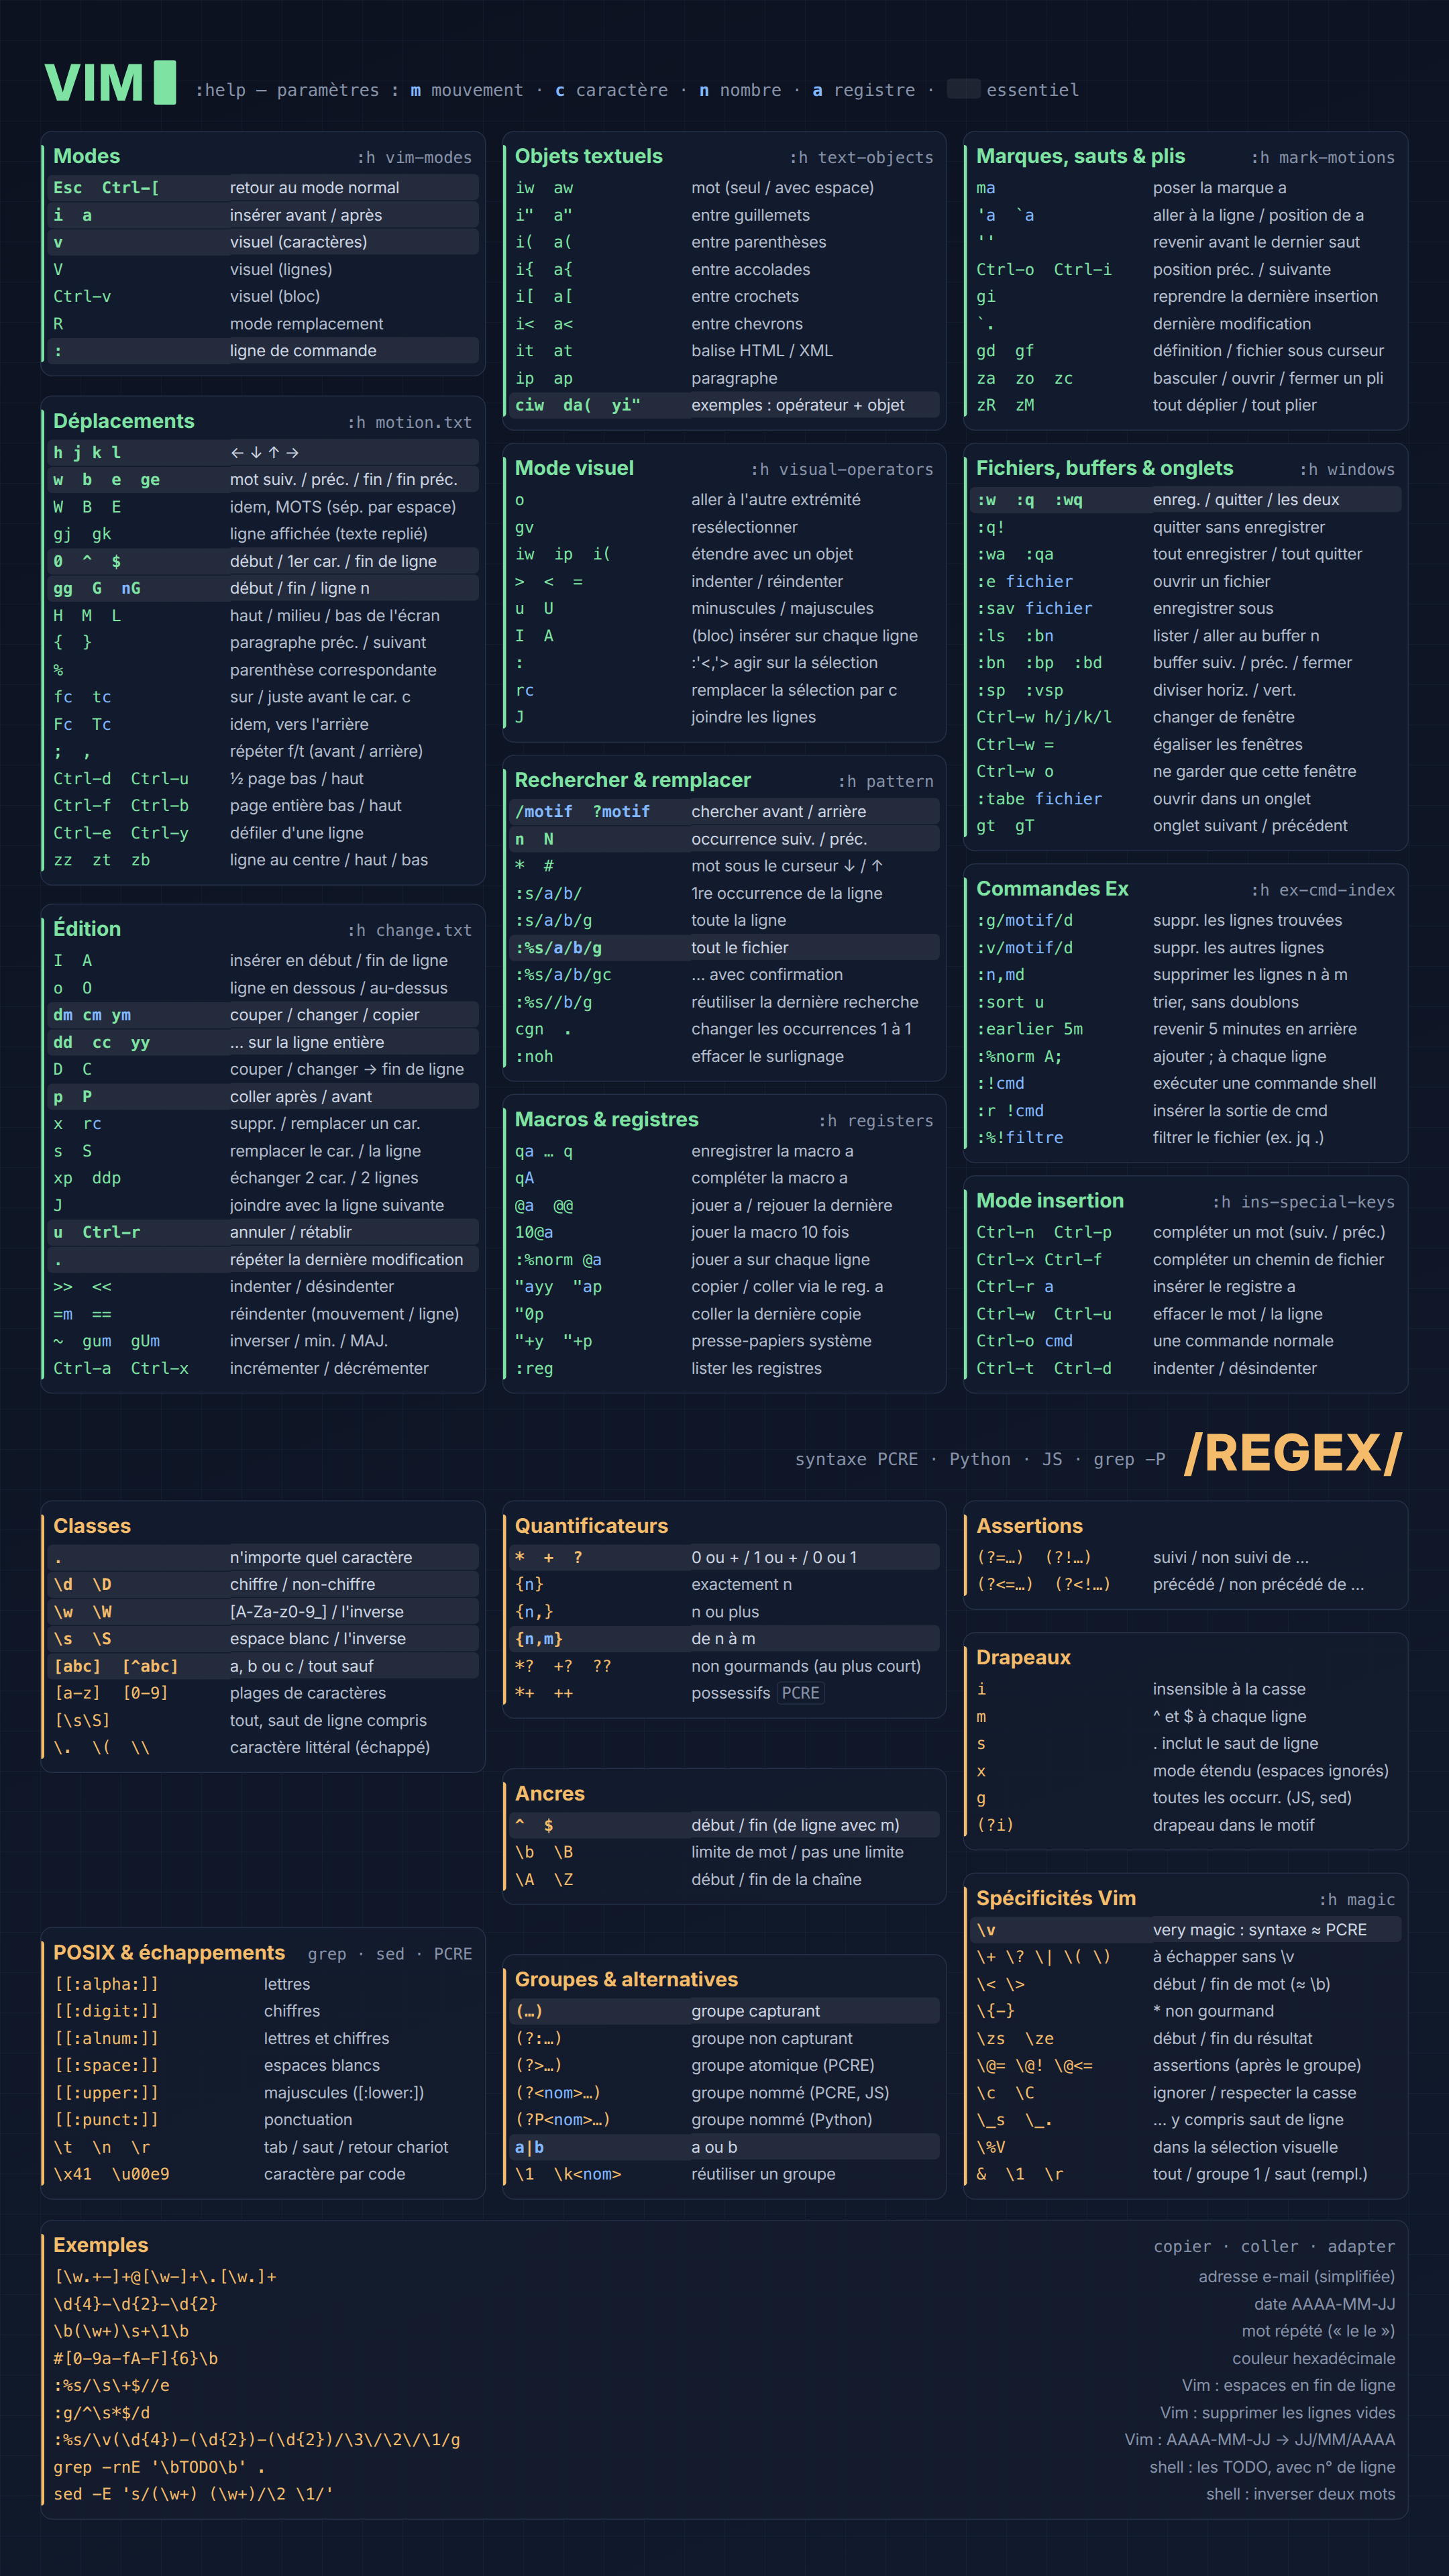 VIM
:help — paramètres : m mouvement · c caractère · n nombre · a registre · essentiel
Modes :h vim-modes
Esc Ctrl-[ retour au mode normal
i a insérer avant / après
v visuel (caractères)
V visuel (lignes)
Ctrl-v visuel (bloc)
R mode remplacement
: ligne de commande
Déplacements :h motion.txt
h j k l ← ↓ ↑ →
w b e ge mot suiv. / préc. / fin / fin préc.
W B E idem, MOTS (sép. par espace)
gj gk ligne affichée (texte replié)
0 ^ $ début / 1er car. / fin de ligne
gg G nG début / fin / ligne n
H M L haut / milieu / bas de l'écran
{ } paragraphe préc. / suivant
% parenthèse correspondante
fc tc sur / juste avant le car. c
Fc Tc idem, vers l'arrière
; , répéter f/t (avant / arrière)
Ctrl-d Ctrl-u ½ page bas / haut
Ctrl-f Ctrl-b page entière bas / haut
Ctrl-e Ctrl-y défiler d'une ligne
zz zt zb ligne au centre / haut / bas
Édition :h change.txt
I A insérer en début / fin de ligne
o O ligne en dessous / au-dessus
dm cm ym couper / changer / copier
dd cc yy … sur la ligne entière
D C couper / changer → fin de ligne
p P coller après / avant
x rc suppr. / remplacer un car.
s S remplacer le car. / la ligne
xp ddp échanger 2 car. / 2 lignes
J joindre avec la ligne suivante
u Ctrl-r annuler / rétablir
. répéter la dernière modification
>> << indenter / désindenter
=m == réindenter (mouvement / ligne)
~ gum gUm inverser / min. / MAJ.
Ctrl-a Ctrl-x incrémenter / décrémenter
Objets textuels :h text-objects
iw aw mot (seul / avec espace)
i" a" entre guillemets
i( a( entre parenthèses
i{ a{ entre accolades
i[ a[ entre crochets
i< a< entre chevrons
it at balise HTML / XML
ip ap paragraphe
ciw da( yi" exemples : opérateur + objet
Mode visuel :h visual-operators
o aller à l'autre extrémité
gv resélectionner
iw ip i( étendre avec un objet
> < = indenter / réindenter
u U minuscules / majuscules
I A (bloc) insérer sur chaque ligne
: :'<,'> agir sur la sélection
rc remplacer la sélection par c
J joindre les lignes
Rechercher & remplacer :h pattern
/motif ?motif chercher avant / arrière
n N occurrence suiv. / préc.
* # mot sous le curseur ↓ / ↑
:s/a/b/ 1re occurrence de la ligne
:s/a/b/g toute la ligne
:%s/a/b/g tout le fichier
:%s/a/b/gc … avec confirmation
:%s//b/g réutiliser la dernière recherche
cgn . changer les occurrences 1 à 1
:noh effacer le surlignage
Macros & registres :h registers
qa … q enregistrer la macro a
qA compléter la macro a
@a @@ jouer a / rejouer la dernière
10@a jouer la macro 10 fois
:%norm @a jouer a sur chaque ligne
"ayy "ap copier / coller via le reg. a
"0p coller la dernière copie
"+y "+p presse-papiers système
:reg lister les registres
Marques, sauts & plis :h mark-motions
ma poser la marque a
'a `a aller à la ligne / position de a
'' revenir avant le dernier saut
Ctrl-o Ctrl-i position préc. / suivante
gi reprendre la dernière insertion
`. dernière modification
gd gf définition / fichier sous curseur
za zo zc basculer / ouvrir / fermer un pli
zR zM tout déplier / tout plier
Fichiers, buffers & onglets :h windows
:w :q :wq enreg. / quitter / les deux
:q! quitter sans enregistrer
:wa :qa tout enregistrer / tout quitter
:e fichier ouvrir un fichier
:sav fichier enregistrer sous
:ls :bn lister / aller au buffer n
:bn :bp :bd buffer suiv. / préc. / fermer
:sp :vsp diviser horiz. / vert.
Ctrl-w h/j/k/l changer de fenêtre
Ctrl-w = égaliser les fenêtres
Ctrl-w o ne garder que cette fenêtre
:tabe fichier ouvrir dans un onglet
gt gT onglet suivant / précédent
Commandes Ex :h ex-cmd-index
:g/motif/d suppr. les lignes trouvées
:v/motif/d suppr. les autres lignes
:n,md supprimer les lignes n à m
:sort u trier, sans doublons
:earlier 5m revenir 5 minutes en arrière
:%norm A; ajouter ; à chaque ligne
:!cmd exécuter une commande shell
:r !cmd insérer la sortie de cmd
:%!filtre filtrer le fichier (ex. jq .)
Mode insertion :h ins-special-keys
Ctrl-n Ctrl-p compléter un mot (suiv. / préc.)
Ctrl-x Ctrl-f compléter un chemin de fichier
Ctrl-r a insérer le registre a
Ctrl-w Ctrl-u effacer le mot / la ligne
Ctrl-o cmd une commande normale
Ctrl-t Ctrl-d indenter / désindenter
syntaxe PCRE · Python · JS · grep -P /REGEX/
Classes
. n'importe quel caractère
\d \D chiffre / non-chiffre
\w \W [A-Za-z0-9_] / l'inverse
\s \S espace blanc / l'inverse
[abc] [^abc] a, b ou c / tout sauf
[a-z] [0-9] plages de caractères
[\s\S] tout, saut de ligne compris
\. \( \\ caractère littéral (échappé)
POSIX & échappements grep · sed · PCRE
[[:alpha:]] lettres
[[:digit:]] chiffres
[[:alnum:]] lettres et chiffres
[[:space:]] espaces blancs
[[:upper:]] majuscules ([:lower:])
[[:punct:]] ponctuation
\t \n \r tab / saut / retour chariot
\x41 \u00e9 caractère par code
Quantificateurs
* + ? 0 ou + / 1 ou + / 0 ou 1
{n} exactement n
{n,} n ou plus
{n,m} de n à m
*? +? ?? non gourmands (au plus court)
*+ ++ possessifs PCRE
Ancres
^ $ début / fin (de ligne avec m)
\b \B limite de mot / pas une limite
\A \Z début / fin de la chaîne
Groupes & alternatives
(…) groupe capturant
(?:…) groupe non capturant
(?>…) groupe atomique (PCRE)
(?<nom>…) groupe nommé (PCRE, JS)
(?P<nom>…) groupe nommé (Python)
a|b a ou b
\1 \k<nom> réutiliser un groupe
Assertions
(?=…) (?!…) suivi / non suivi de …
(?<=…) (?<!…) précédé / non précédé de …
Drapeaux
i insensible à la casse
m ^ et $ à chaque ligne
s . inclut le saut de ligne
x mode étendu (espaces ignorés)
g toutes les occurr. (JS, sed)
(?i) drapeau dans le motif
Spécificités Vim :h magic
\v very magic : syntaxe ≈ PCRE
\+ \? \| \( \) à échapper sans \v
\< \> début / fin de mot (≈ \b)
\{-} * non gourmand
\zs \ze début / fin du résultat
\@= \@! \@<= assertions (après le groupe)
\c \C ignorer / respecter la casse
\_s \_. … y compris saut de ligne
\%V dans la sélection visuelle
& \1 \r tout / groupe 1 / saut (rempl.)
Exemples copier · coller · adapter
[\w.+-]+@[\w-]+\.[\w.]+ adresse e-mail (simplifiée)
\d{4}-\d{2}-\d{2} date AAAA-MM-JJ
\b(\w+)\s+\1\b mot répété (« le le »)
#[0-9a-fA-F]{6}\b couleur hexadécimale
:%s/\s\+$//e Vim : espaces en fin de ligne
:g/^\s*$/d Vim : supprimer les lignes vides
:%s/\v(\d{4})-(\d{2})-(\d{2})/\3\/\2\/\1/g Vim : AAAA-MM-JJ → JJ/MM/AAAA
grep -rnE '\bTODO\b' . shell : les TODO, avec n° de ligne
sed -E 's/(\w+) (\w+)/\2 \1/' shell : inverser deux mots